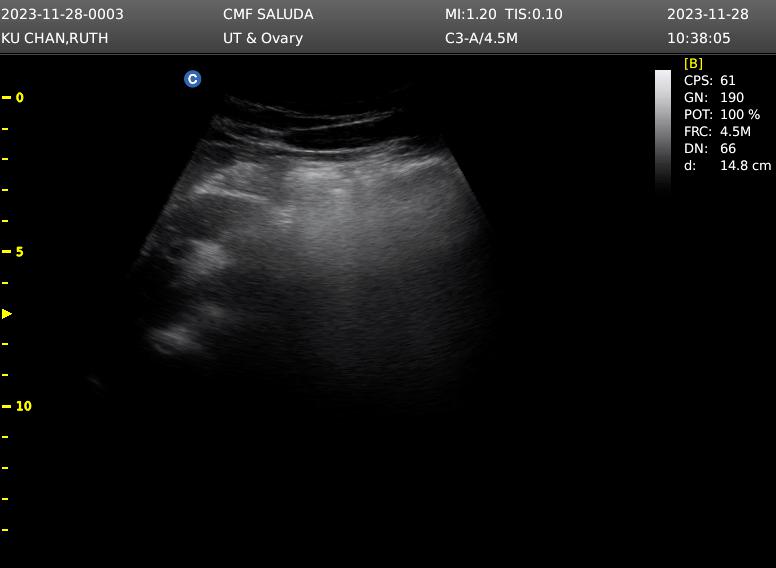 2023-11-28-0003 CMF SALUDA MI:1.20 TIS:0.10 2023-11-28
KU CHAN,RUTH UT & Ovary C3-A/4.5M 10:38:05
C
[B]
CPS: 61
GN: 190
POT: 100 %
FRC: 4.5M
DN: 66
d: 14.8 cm
0
5
10